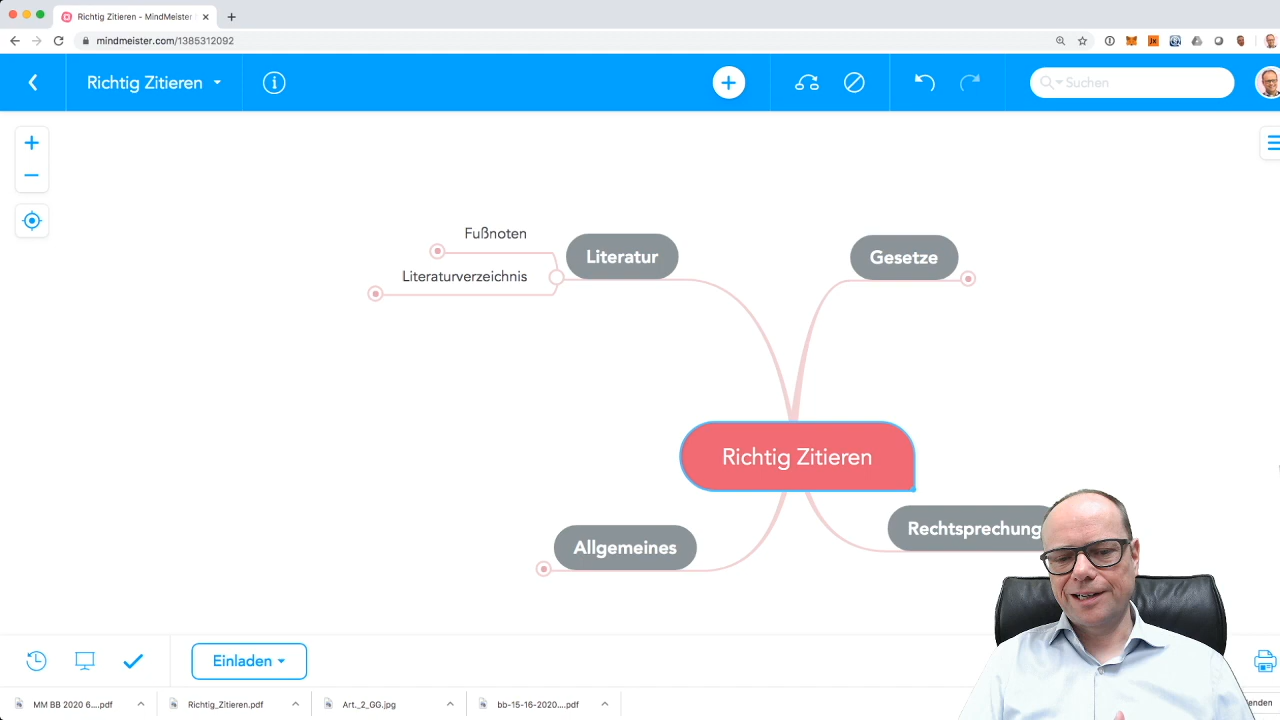 Richtig Zitieren - MindMeister
mindmeister.com/1385312092
Richtig Zitieren
Suchen
Fußnoten
Literaturverzeichnis
Literatur
Gesetze
Richtig Zitieren
Allgemeines
Rechtsprechung
Einladen
MM BB 2020 6....pdf
Richtig_Zitieren.pdf
Art._2_GG.jpg
bb-15-16-2020....pdf
enden